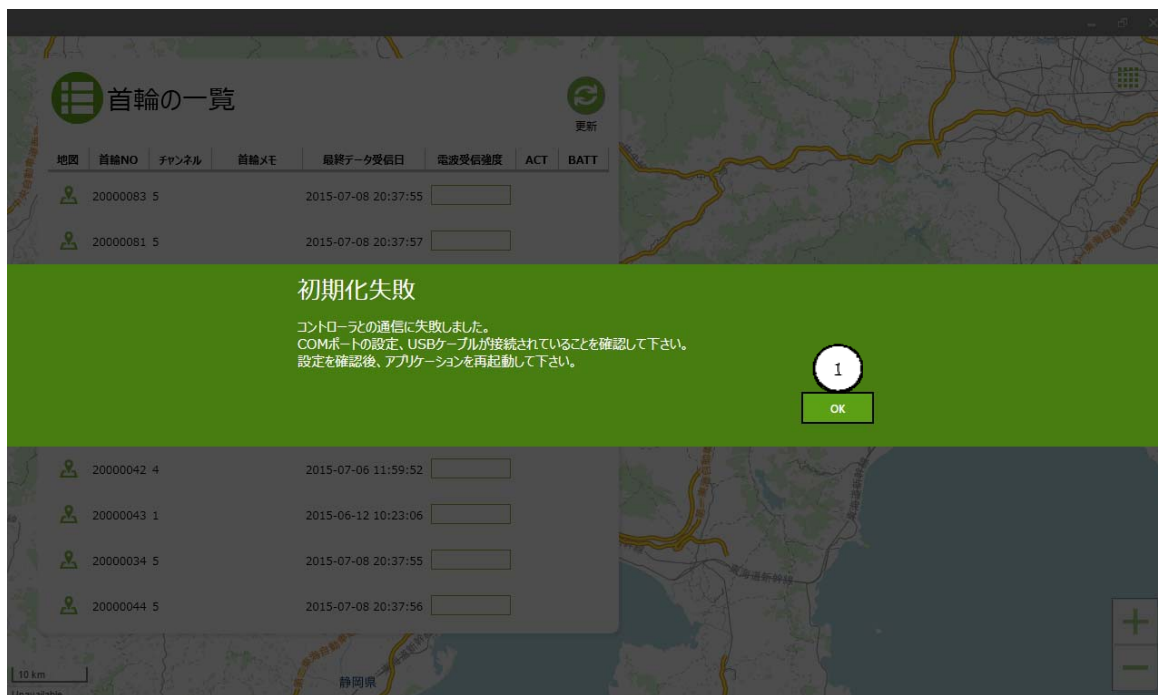 首輪の一覧
更新
地図 首輪NO チャンネル 首輪メモ 最終データ受信日 電波受信強度 ACT BATT
20000083 5 2015-07-08 20:37:55
20000081 5 2015-07-08 20:37:57
初期化失敗
コントローラとの通信に失敗しました。
COMポートの設定、USBケーブルが接続されていることを確認して下さい。
設定を確認後、アプリケーションを再起動して下さい。
1
OK
20000042 4 2015-07-06 11:59:52
20000043 1 2015-06-12 10:23:06
20000034 5 2015-07-08 20:37:55
東海道新幹線
20000044 5 2015-07-08 20:37:56
10 km
静岡県